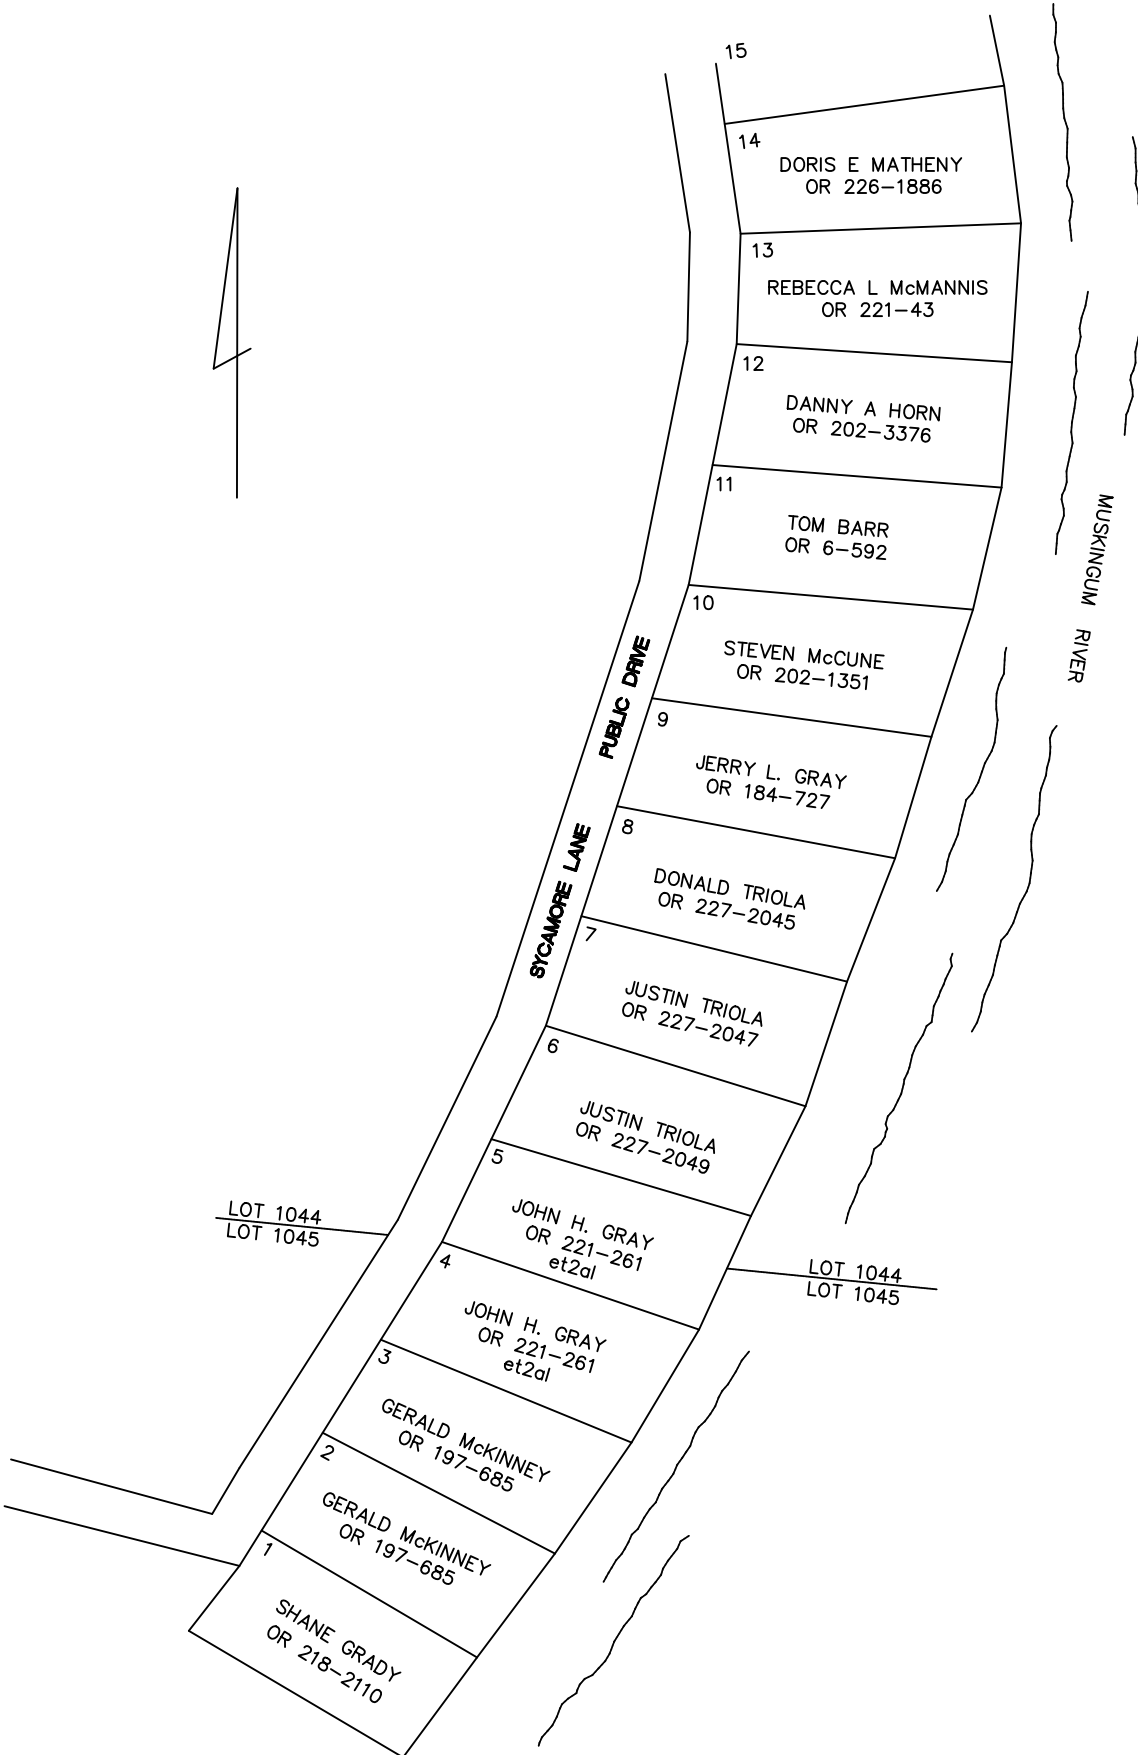 15
14
DORIS E MATHENY
OR 226-1886
13
REBECCA L McMANNIS
OR 221-43
12
DANNY A HORN
OR 202-3376
11
TOM BARR
OR 6-592
MUSKINGUM RIVER
10
STEVEN McCUNE
OR 202-1351
9
JERRY L. GRAY
OR 184-727
PUBLIC DRIVE
8
DONALD TRIOLA
OR 227-2045
SYCAMORE LANE
7
JUSTIN TRIOLA
OR 227-2047
6
JUSTIN TRIOLA
OR 227-2049
5
JOHN H. GRAY
OR 221-261
et2al
LOT 1044
LOT 1045
LOT 1044
LOT 1045
4
JOHN H. GRAY
OR 221-261
et2al
3
GERALD McKINNEY
OR 197-685
2
GERALD McKINNEY
OR 197-685
1
SHANE GRADY
OR 218-2110